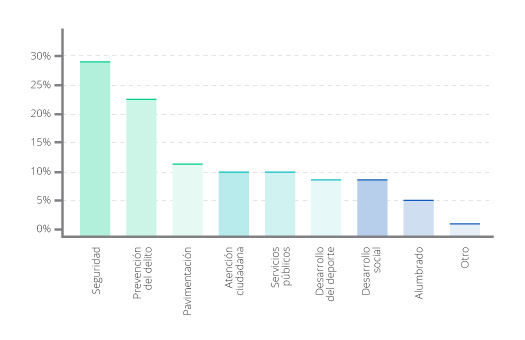 30%
25%
20%
15%
10%
5%
0%
Seguridad
Prevención
del delito
Pavimentación
Atención
ciudadana
Servicios
públicos
Desarrollo
del deporte
Desarrollo
social
Alumbrado
Otro